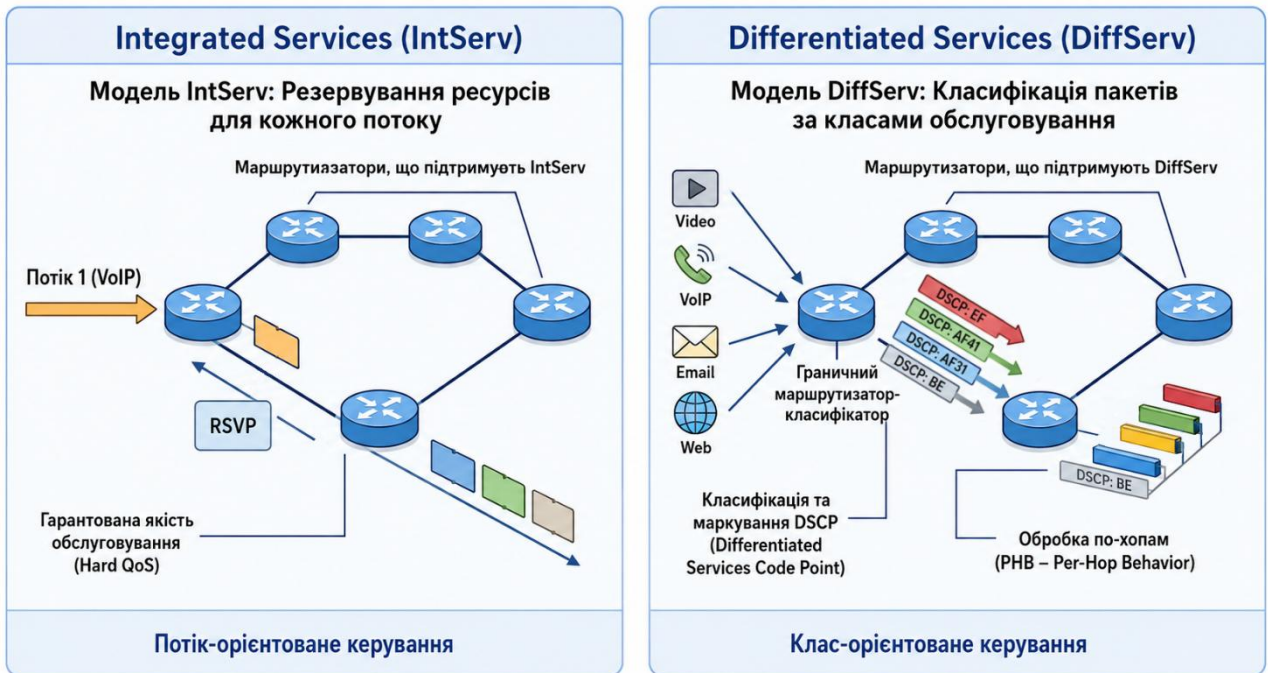 Integrated Services (IntServ)
Модель IntServ: Резервування ресурсів
для кожного потоку
Маршрутиазатори, що підтримують IntServ
Потік 1 (VoIP)
RSVP
Гарантована якість
обслуговування
(Hard QoS)
Потік-орієнтоване керування
Differentiated Services (DiffServ)
Модель DiffServ: Класифікація пакетів
за класами обслуговування
Маршрутизатори, що підтримують DiffServ
Video
VoIP
Email
Web
DSCP: EF
DSCP: AF41
DSCP: AF31
DSCP: BE
Граничний
маршрутизатор-
класифікатор
DSCP: BE
Класифікація та
маркування DSCP
(Differentiated
Services Code Point)
Обробка по-хопам
(PHB – Per-Hop Behavior)
Клас-орієнтоване керування